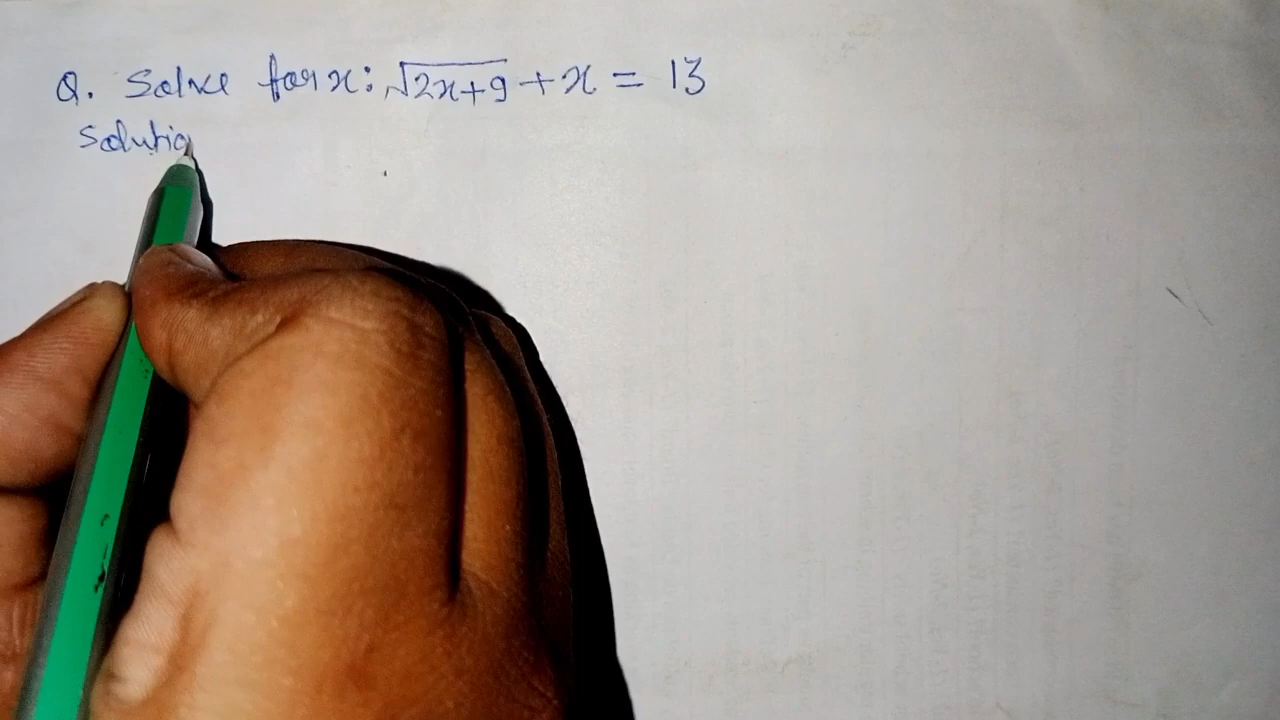 Q. Solve for x: √2x+9 + x = 13
Solutio